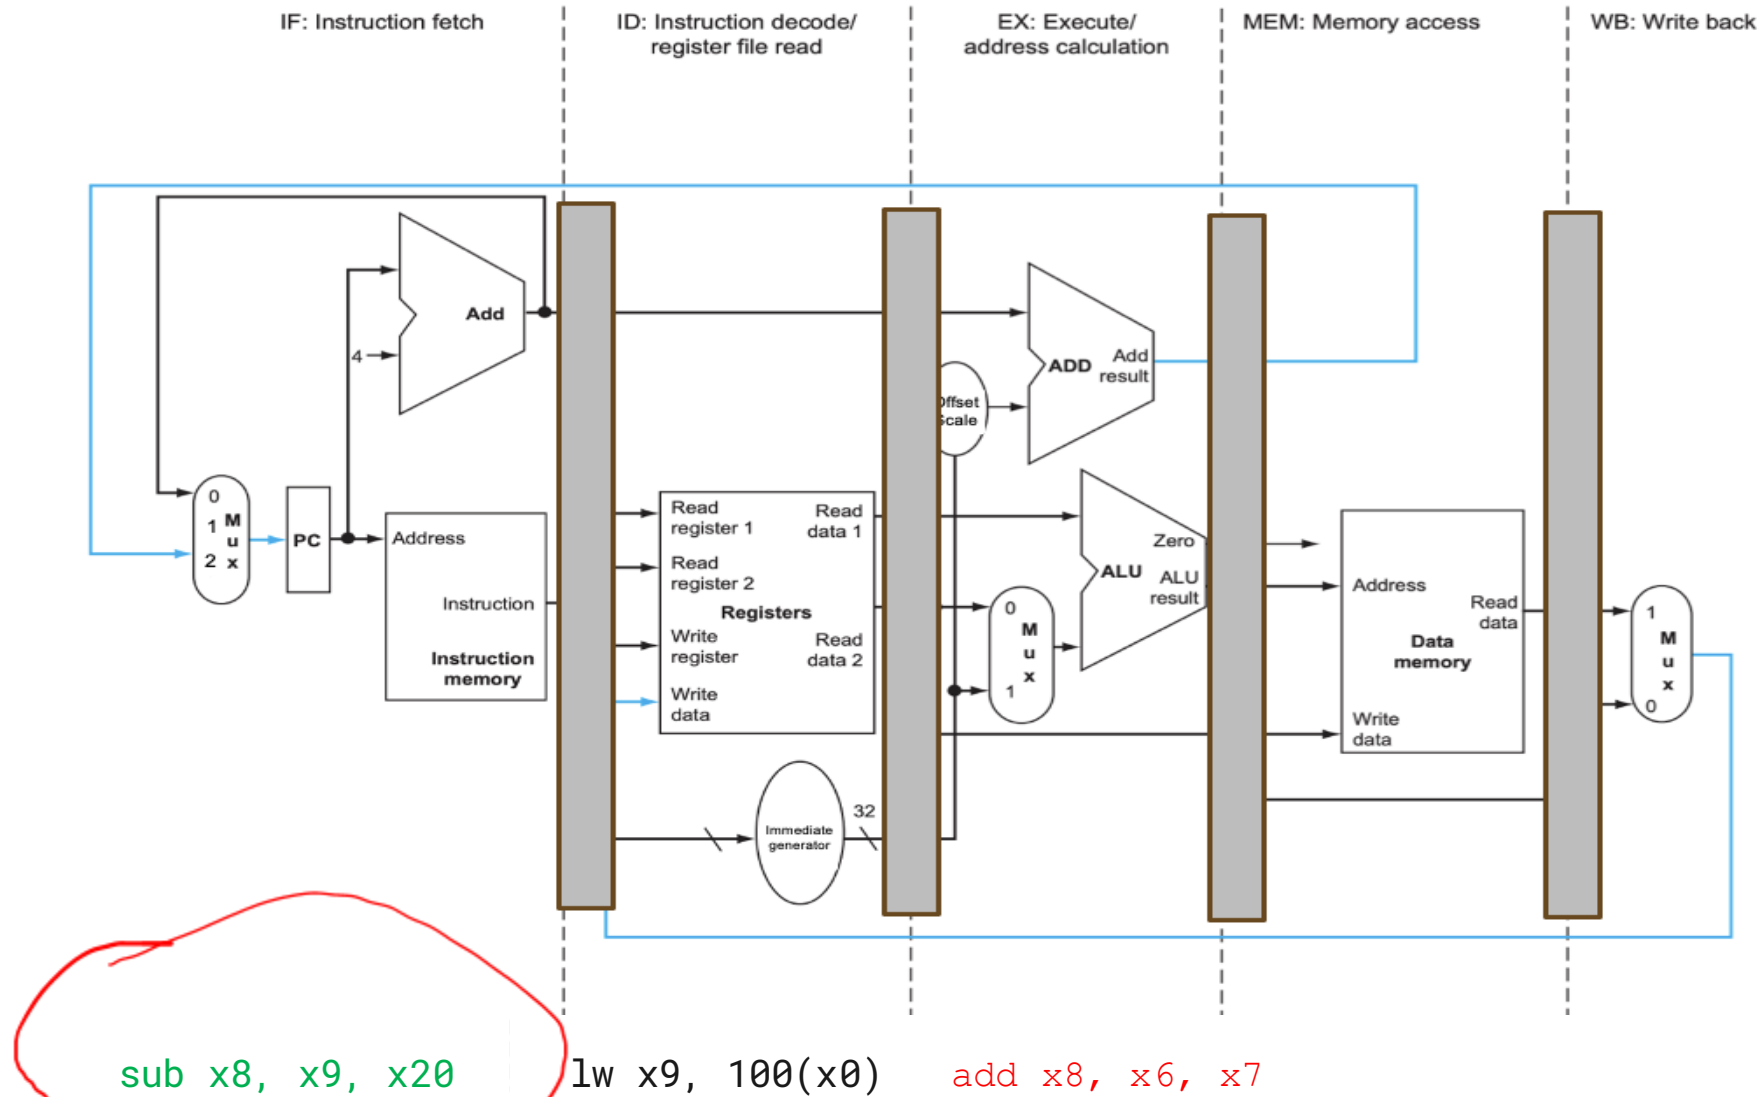 IF: Instruction fetch
ID: Instruction decode/
register file read
EX: Execute/
address calculation
MEM: Memory access
WB: Write back
Add
4
ADD
Add
result
0
1
2
M
u
x
PC
Address
Instruction
Instruction
memory
Read
register 1
Read
register 2
Registers
Write
register
Write
data
Read
data 1
Read
data 2
Immediate
generator
32
0
M
u
x
1
Zero
ALU
ALU
result
Address
Read
data
Data
memory
Write
data
1
M
u
x
0
sub x8, x9, x20
lw x9, 100(x0)
add x8, x6, x7